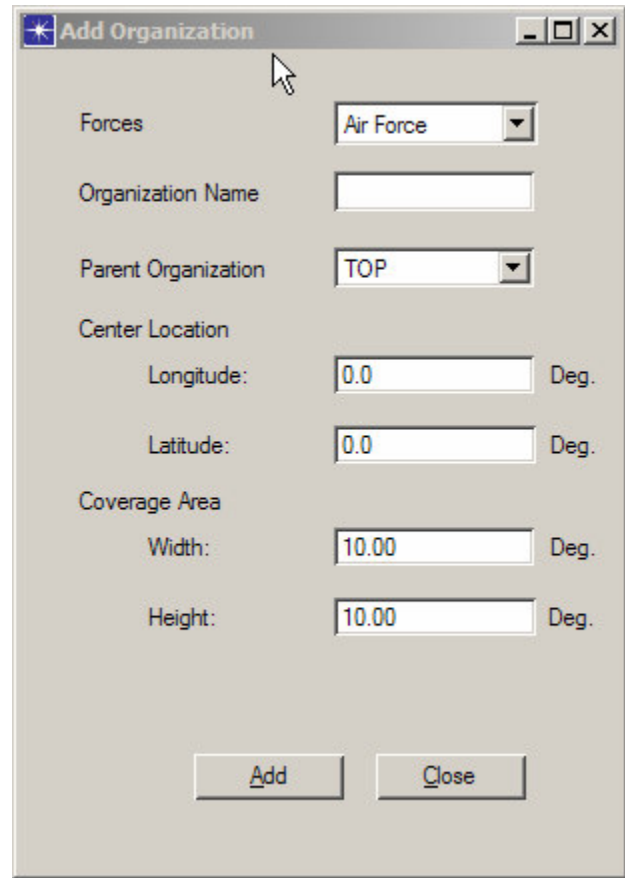 Add Organization
Forces Air Force
Organization Name
Parent Organization TOP
Center Location
Longitude: 0.0 Deg.
Latitude: 0.0 Deg.
Coverage Area
Width: 10.00 Deg.
Height: 10.00 Deg.
Add Close